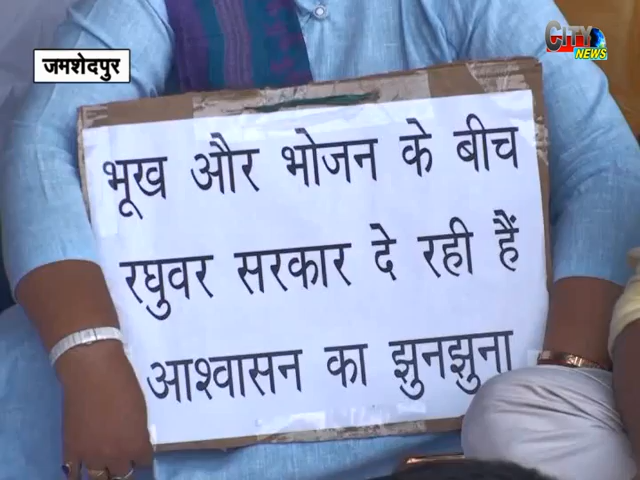 जमशेदपुर
CITY
NEWS
भूख और भोजन के बीच
रघुवर सरकार दे रही हैं
आश्वासन का झुनझुना